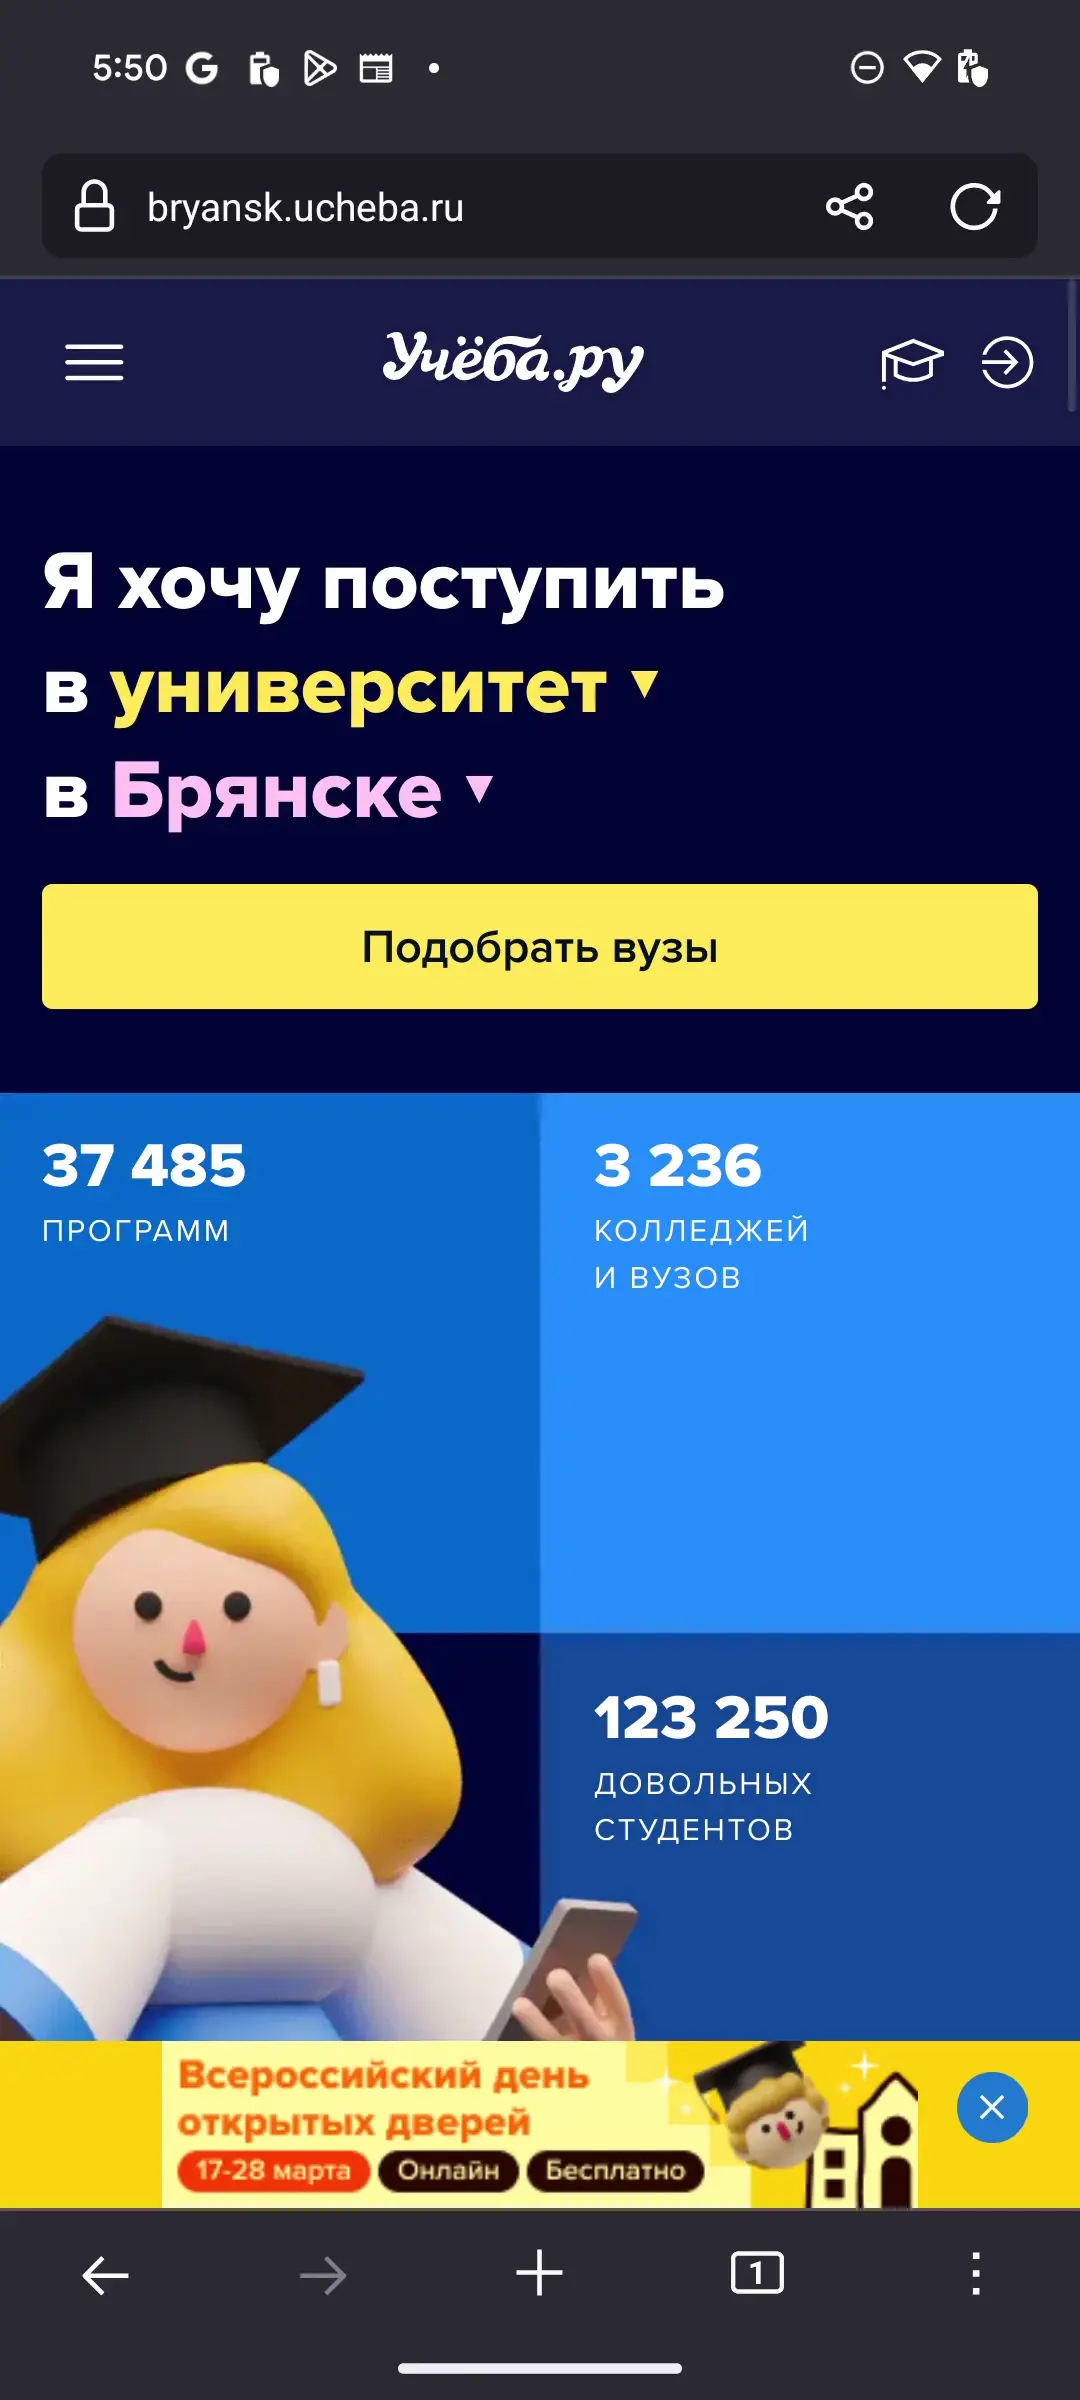 5:50
bryansk.ucheba.ru
Учёба.ру
Я хочу поступить
в университет
в Брянске
Подобрать вузы
37 485
ПРОГРАММ
3 236
КОЛЛЕДЖЕЙ
И ВУЗОВ
123 250
ДОВОЛЬНЫХ
СТУДЕНТОВ
Всероссийский день
открытых дверей
17-28 марта Онлайн Бесплатно
1